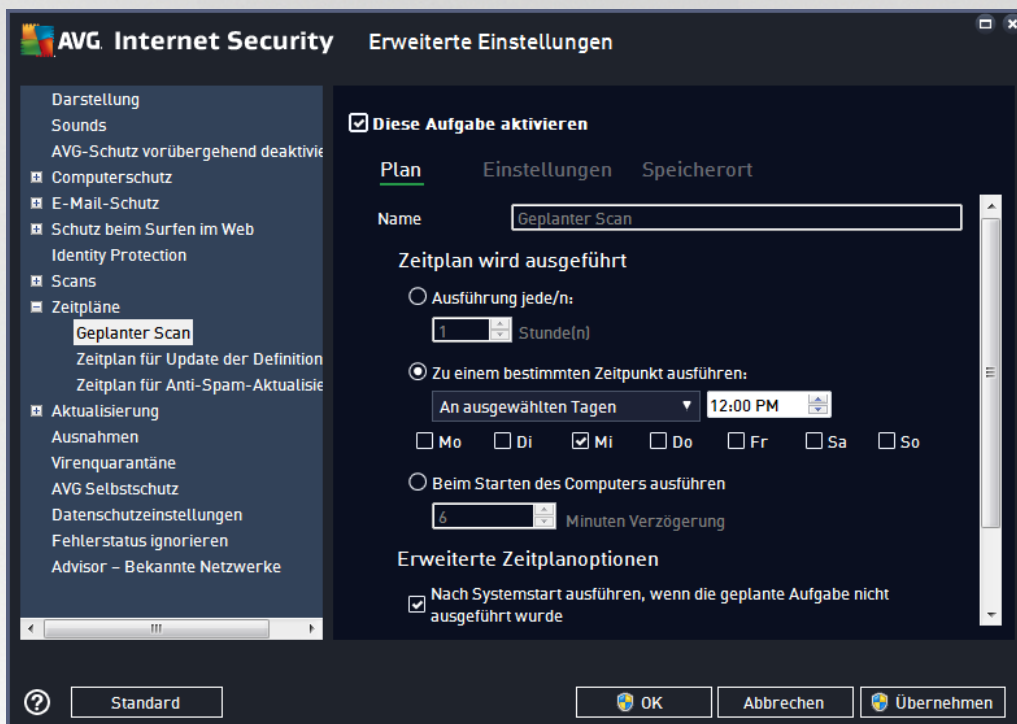 AVG Internet Security Erweiterte Einstellungen
Darstellung
Sounds
AVG-Schutz vorübergehend deaktivie
Computerschutz
E-Mail-Schutz
Schutz beim Surfen im Web
Identity Protection
Scans
Zeitpläne
Geplanter Scan
Zeitplan für Update der Definition
Zeitplan für Anti-Spam-Aktualisie
Aktualisierung
Ausnahmen
Virenquarantäne
AVG Selbstschutz
Datenschutzeinstellungen
Fehlerstatus ignorieren
Advisor – Bekannte Netzwerke
Diese Aufgabe aktivieren
Plan Einstellungen Speicherort
Name Geplanter Scan
Zeitplan wird ausgeführt
Ausführung jede/n:
1 Stunde(n)
Zu einem bestimmten Zeitpunkt ausführen:
An ausgewählten Tagen 12:00 PM
Mo Di Mi Do Fr Sa So
Beim Starten des Computers ausführen
6 Minuten Verzögerung
Erweiterte Zeitplanoptionen
Nach Systemstart ausführen, wenn die geplante Aufgabe nicht
ausgeführt wurde
? Standard OK Abbrechen Übernehmen